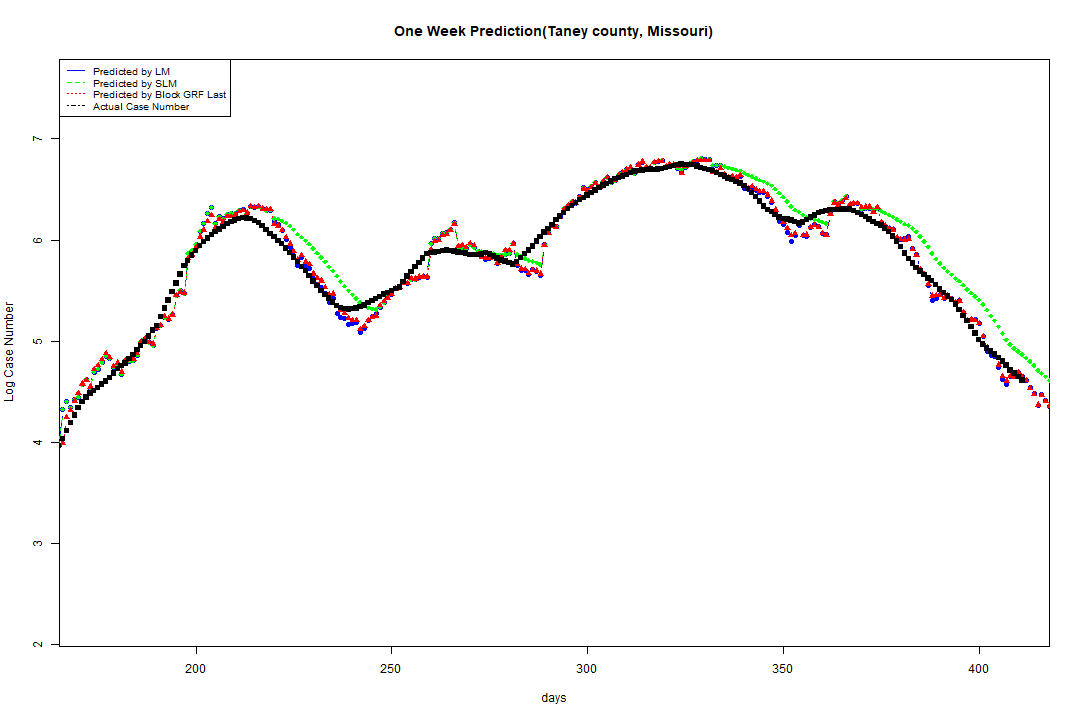 One Week Prediction(Taney county, Missouri)
Predicted by LM
Predicted by SLM
Predicted by Block GRF Last
Actual Case Number
7
6
5
4
3
2
Log Case Number
200 250 300 350 400
days